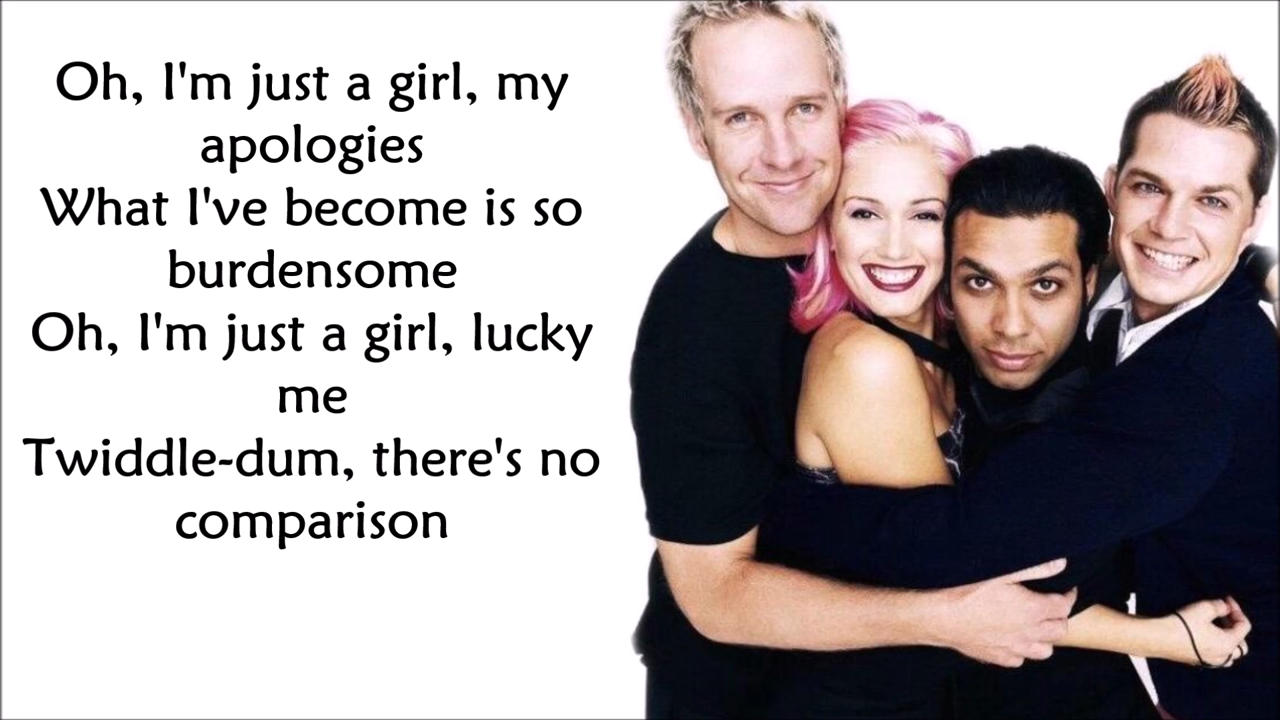 Oh, I'm just a girl, my
apologies
What I've become is so
burdensome
Oh, I'm just a girl, lucky
me
Twiddle-dum, there's no
comparison